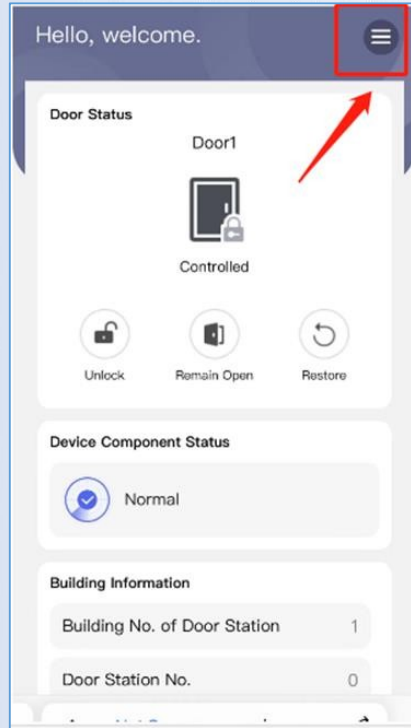 Hello, welcome.
Door Status
Door1
Controlled
Unlock Remain Open Restore
Device Component Status
Normal
Building Information
Building No. of Door Station 1
Door Station No. 0